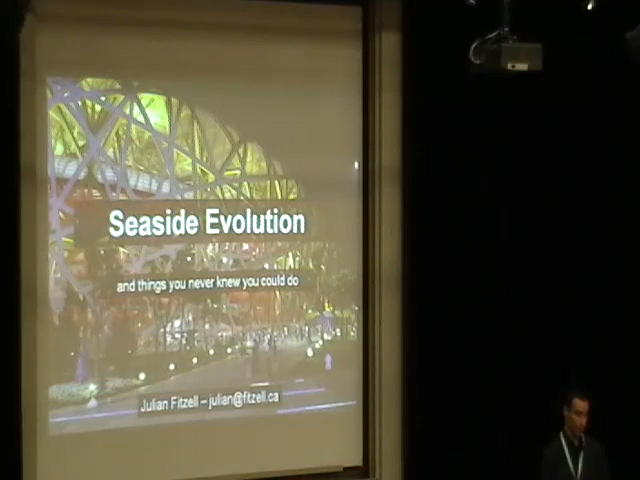 Seaside Evolution
and things you never knew you could do
Julian Fitzell – julian@fitzell.ca